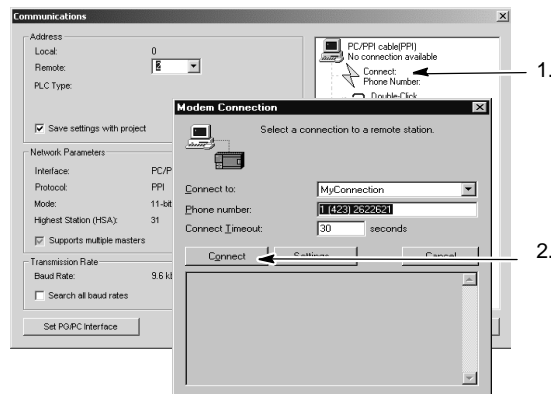 Communications
Address
Local: 0
Remote: 2
PLC Type:
Save settings with project
Network Parameters
Interface: PC/P
Protocol: PPI
Mode: 11-bit
Highest Station (HSA): 31
Supports multiple masters
Transmission Rate
Baud Rate: 9.6 k
Search all baud rates
Set PG/PC Interface
PC/PPI cable(PPI)
No connection available
Connect:
Phone Number:
Double-Click
1.
Modem Connection
Select a connection to a remote station.
Connect to: MyConnection
Phone number: 1 (423) 2622621
Connect Timeout: 30 seconds
Connect Settings Cancel
2.